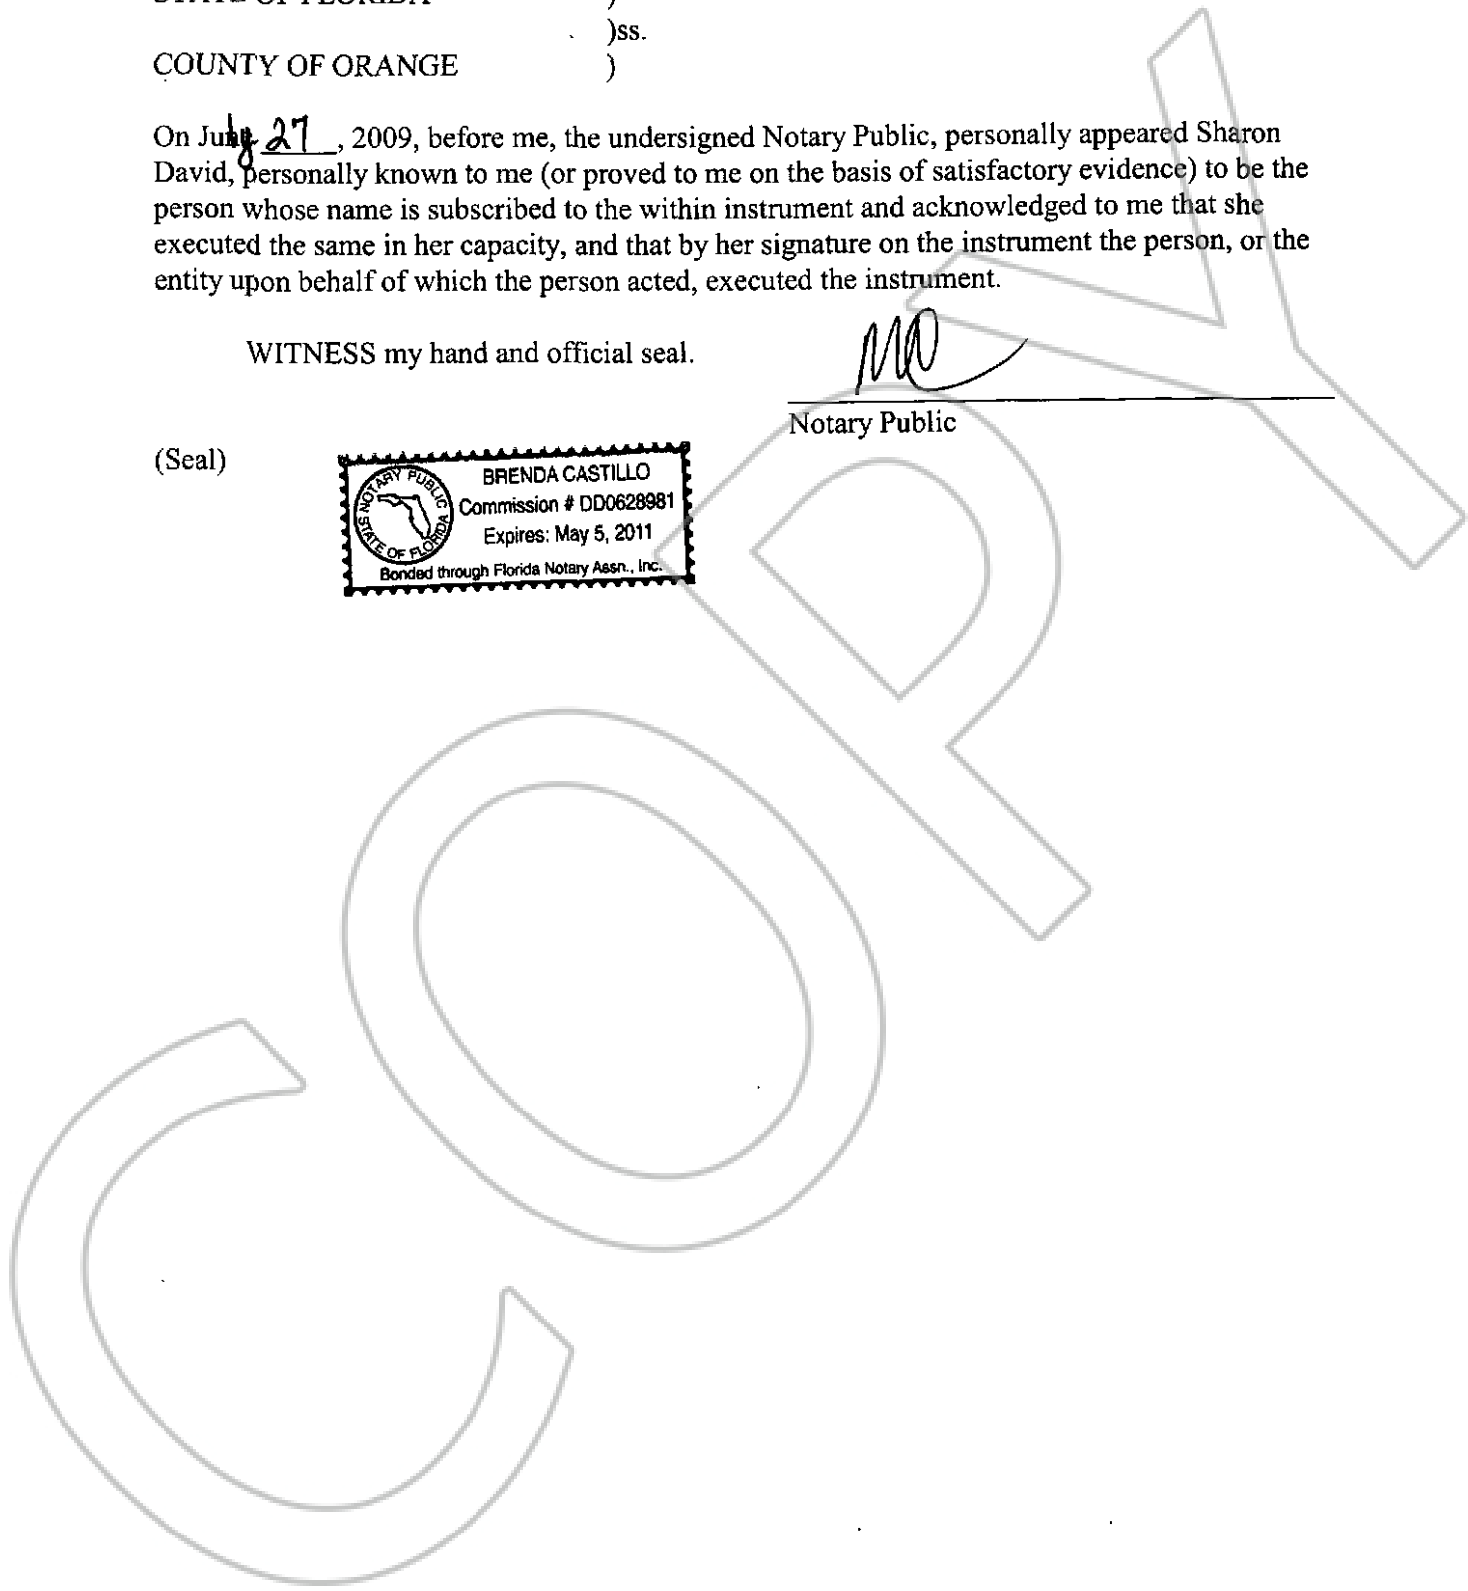 STATE OF FLORIDA )
)ss.
COUNTY OF ORANGE )
On July 27, 2009, before me, the undersigned Notary Public, personally appeared Sharon
David, personally known to me (or proved to me on the basis of satisfactory evidence) to be the
person whose name is subscribed to the within instrument and acknowledged to me that she
executed the same in her capacity, and that by her signature on the instrument the person, or the
entity upon behalf of which the person acted, executed the instrument.
WITNESS my hand and official seal.
Notary Public
(Seal)
NOTARY PUBLIC
STATE OF FLORIDA
BRENDA CASTILLO
Commission # DD0628981
Expires: May 5, 2011
Bonded through Florida Notary Assn., Inc.
COPY